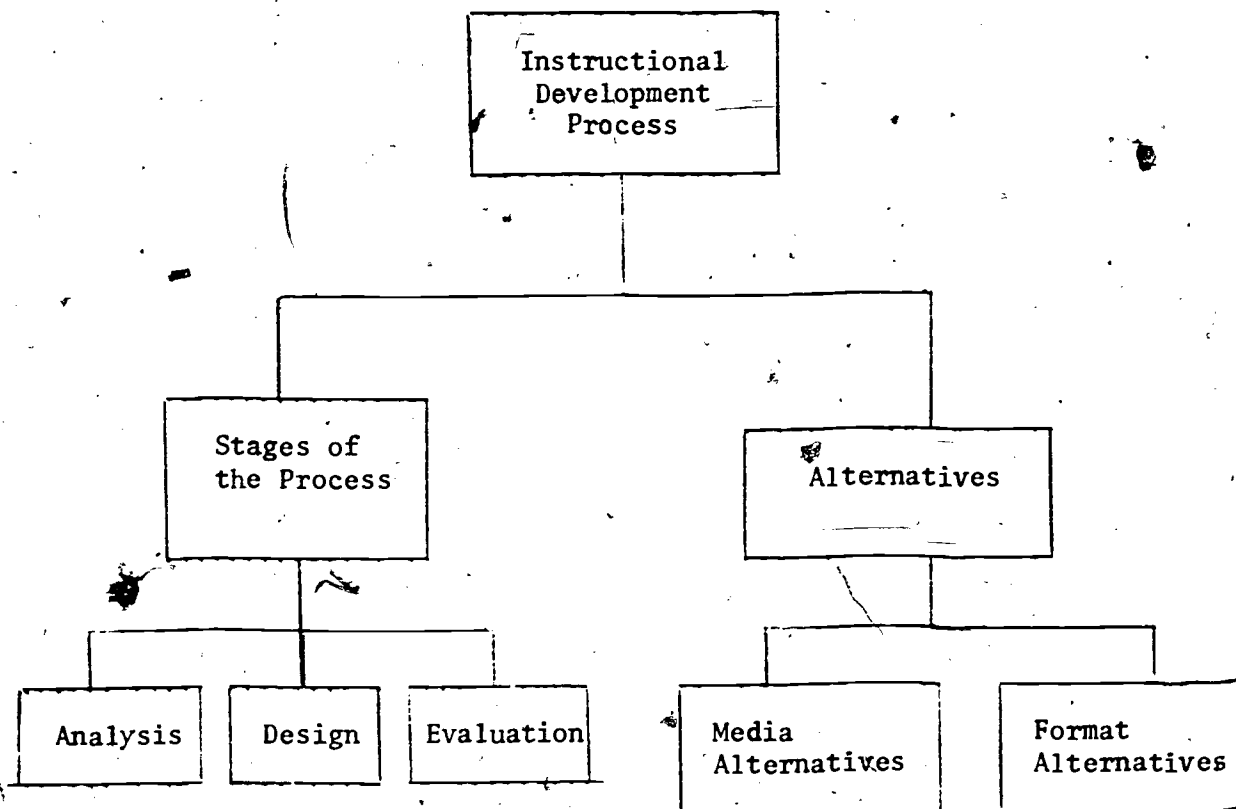 Instructional
Development
Process
Stages of
the Process
Alternatives
Analysis
Design
Evaluation
Media
Alternatives
Format
Alternatives